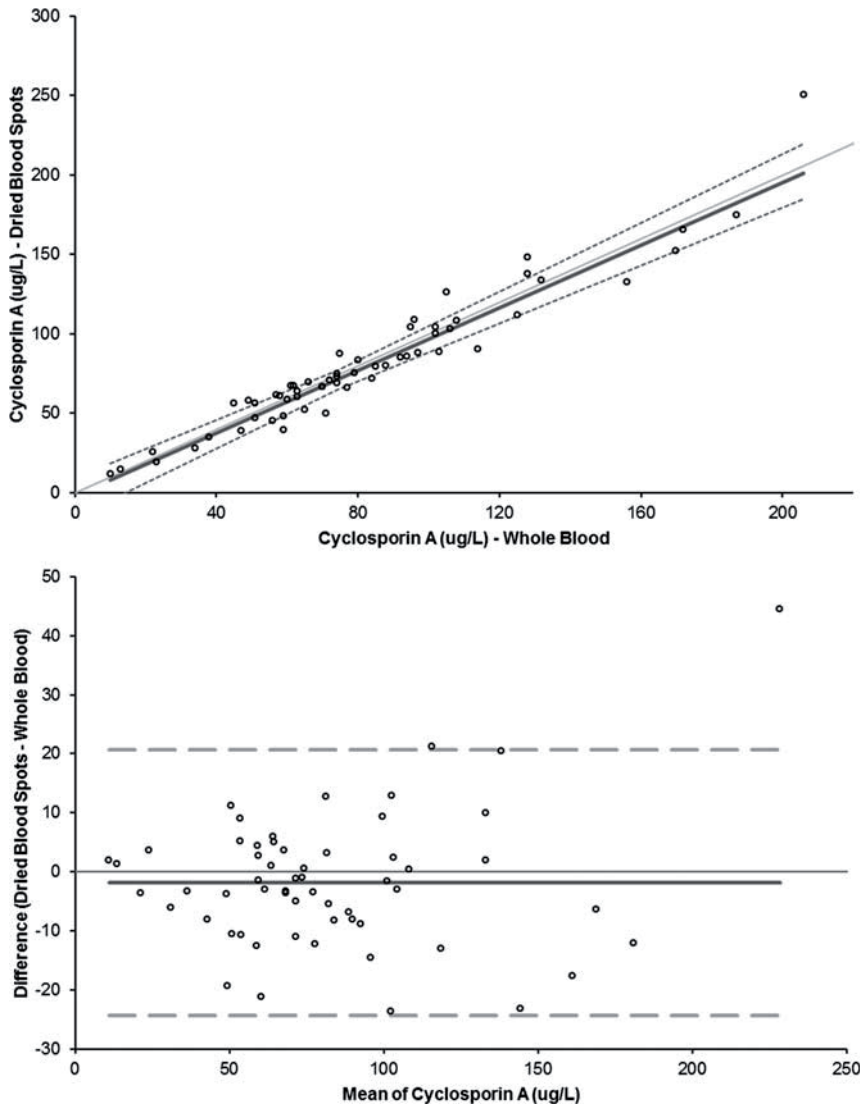 300
250
200
150
100
50
0
Cyclosporin A (ug/L) - Dried Blood Spots
0 40 80 120 160 200
Cyclosporin A (ug/L) - Whole Blood
50
40
30
20
10
0
-10
-20
-30
Difference (Dried Blood Spots - Whole Blood)
0 50 100 150 200 250
Mean of Cyclosporin A (ug/L)